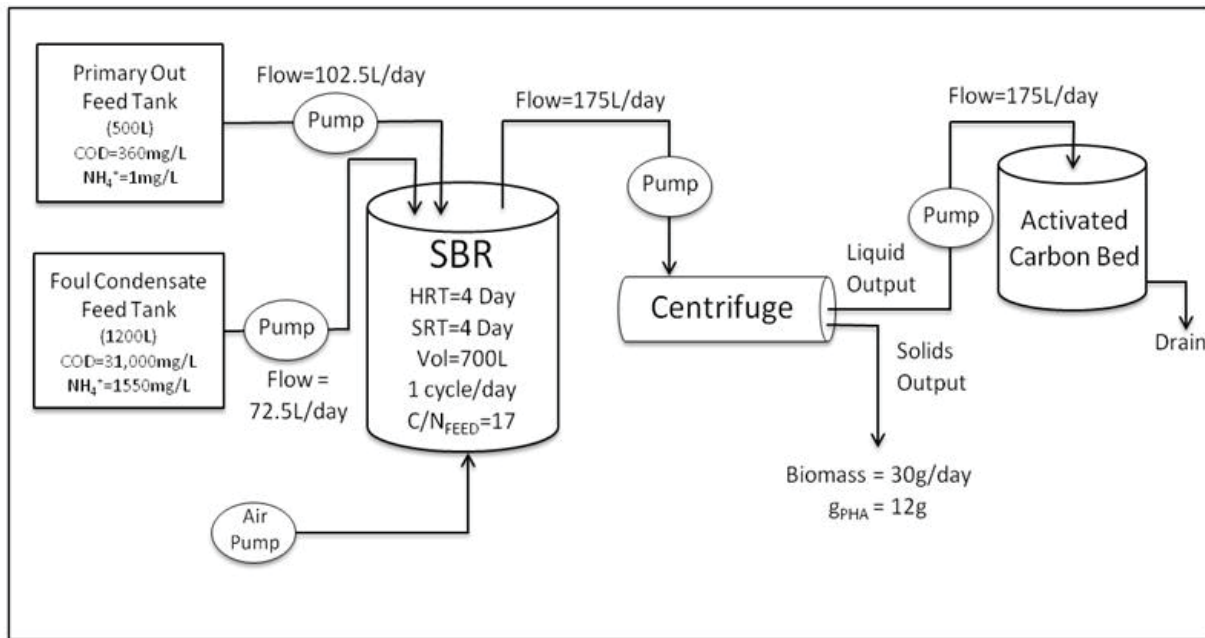 Primary Out
Feed Tank
(500L)
COD=360mg/L
NH₄⁺=1mg/L
Flow=102.5L/day
Pump
Foul Condensate
Feed Tank
(1200L)
COD=31,000mg/L
NH₄⁺=1550mg/L
Pump
Flow =
72.5L/day
SBR
HRT=4 Day
SRT=4 Day
Vol=700L
1 cycle/day
C/N_FEED=17
Air
Pump
Flow=175L/day
Pump
Centrifuge
Liquid
Output
Solids
Output
Biomass = 30g/day
g_PHA = 12g
Pump
Flow=175L/day
Activated
Carbon Bed
Drain